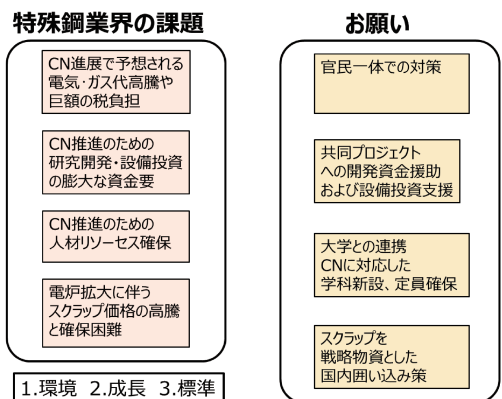 特殊鋼業界の課題
CN進展で予想される
電気・ガス代高騰や
巨額の税負担
CN推進のための
研究開発・設備投資
の膨大な資金要
CN推進のための
人材リソーセス確保
電炉拡大に伴う
スクラップ価格の高騰
と確保困難
1.環境 2.成長 3.標準
お願い
官民一体での対策
共同プロジェクト
への開発資金援助
および設備投資支援
大学との連携
CNに対応した
学科新設、定員確保
スクラップを
戦略物資とした
国内囲い込み策